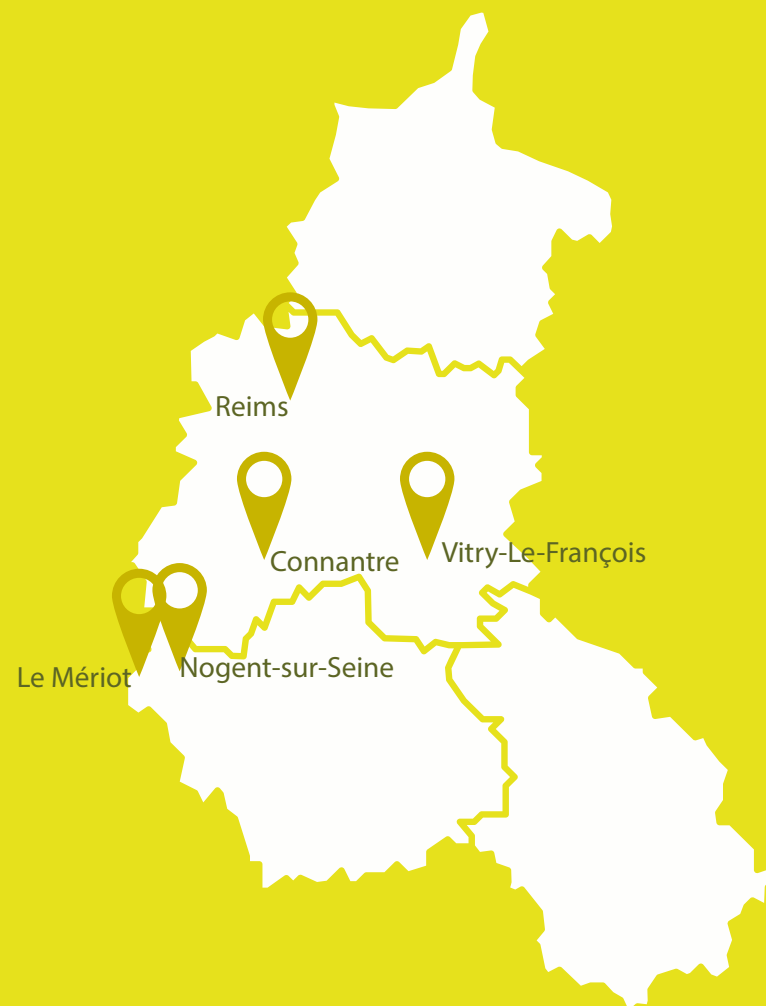 Reims
Connantre
Vitry-Le-François
Le Mériot
Nogent-sur-Seine